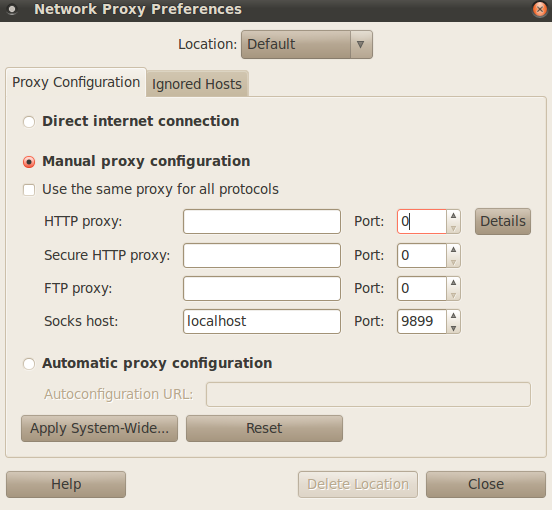 Network Proxy Preferences
Location: Default
Proxy Configuration Ignored Hosts
Direct internet connection
Manual proxy configuration
Use the same proxy for all protocols
HTTP proxy: Port: 0 Details
Secure HTTP proxy: Port: 0
FTP proxy: Port: 0
Socks host: localhost Port: 9899
Automatic proxy configuration
Autoconfiguration URL:
Apply System-Wide... Reset
Help Delete Location Close